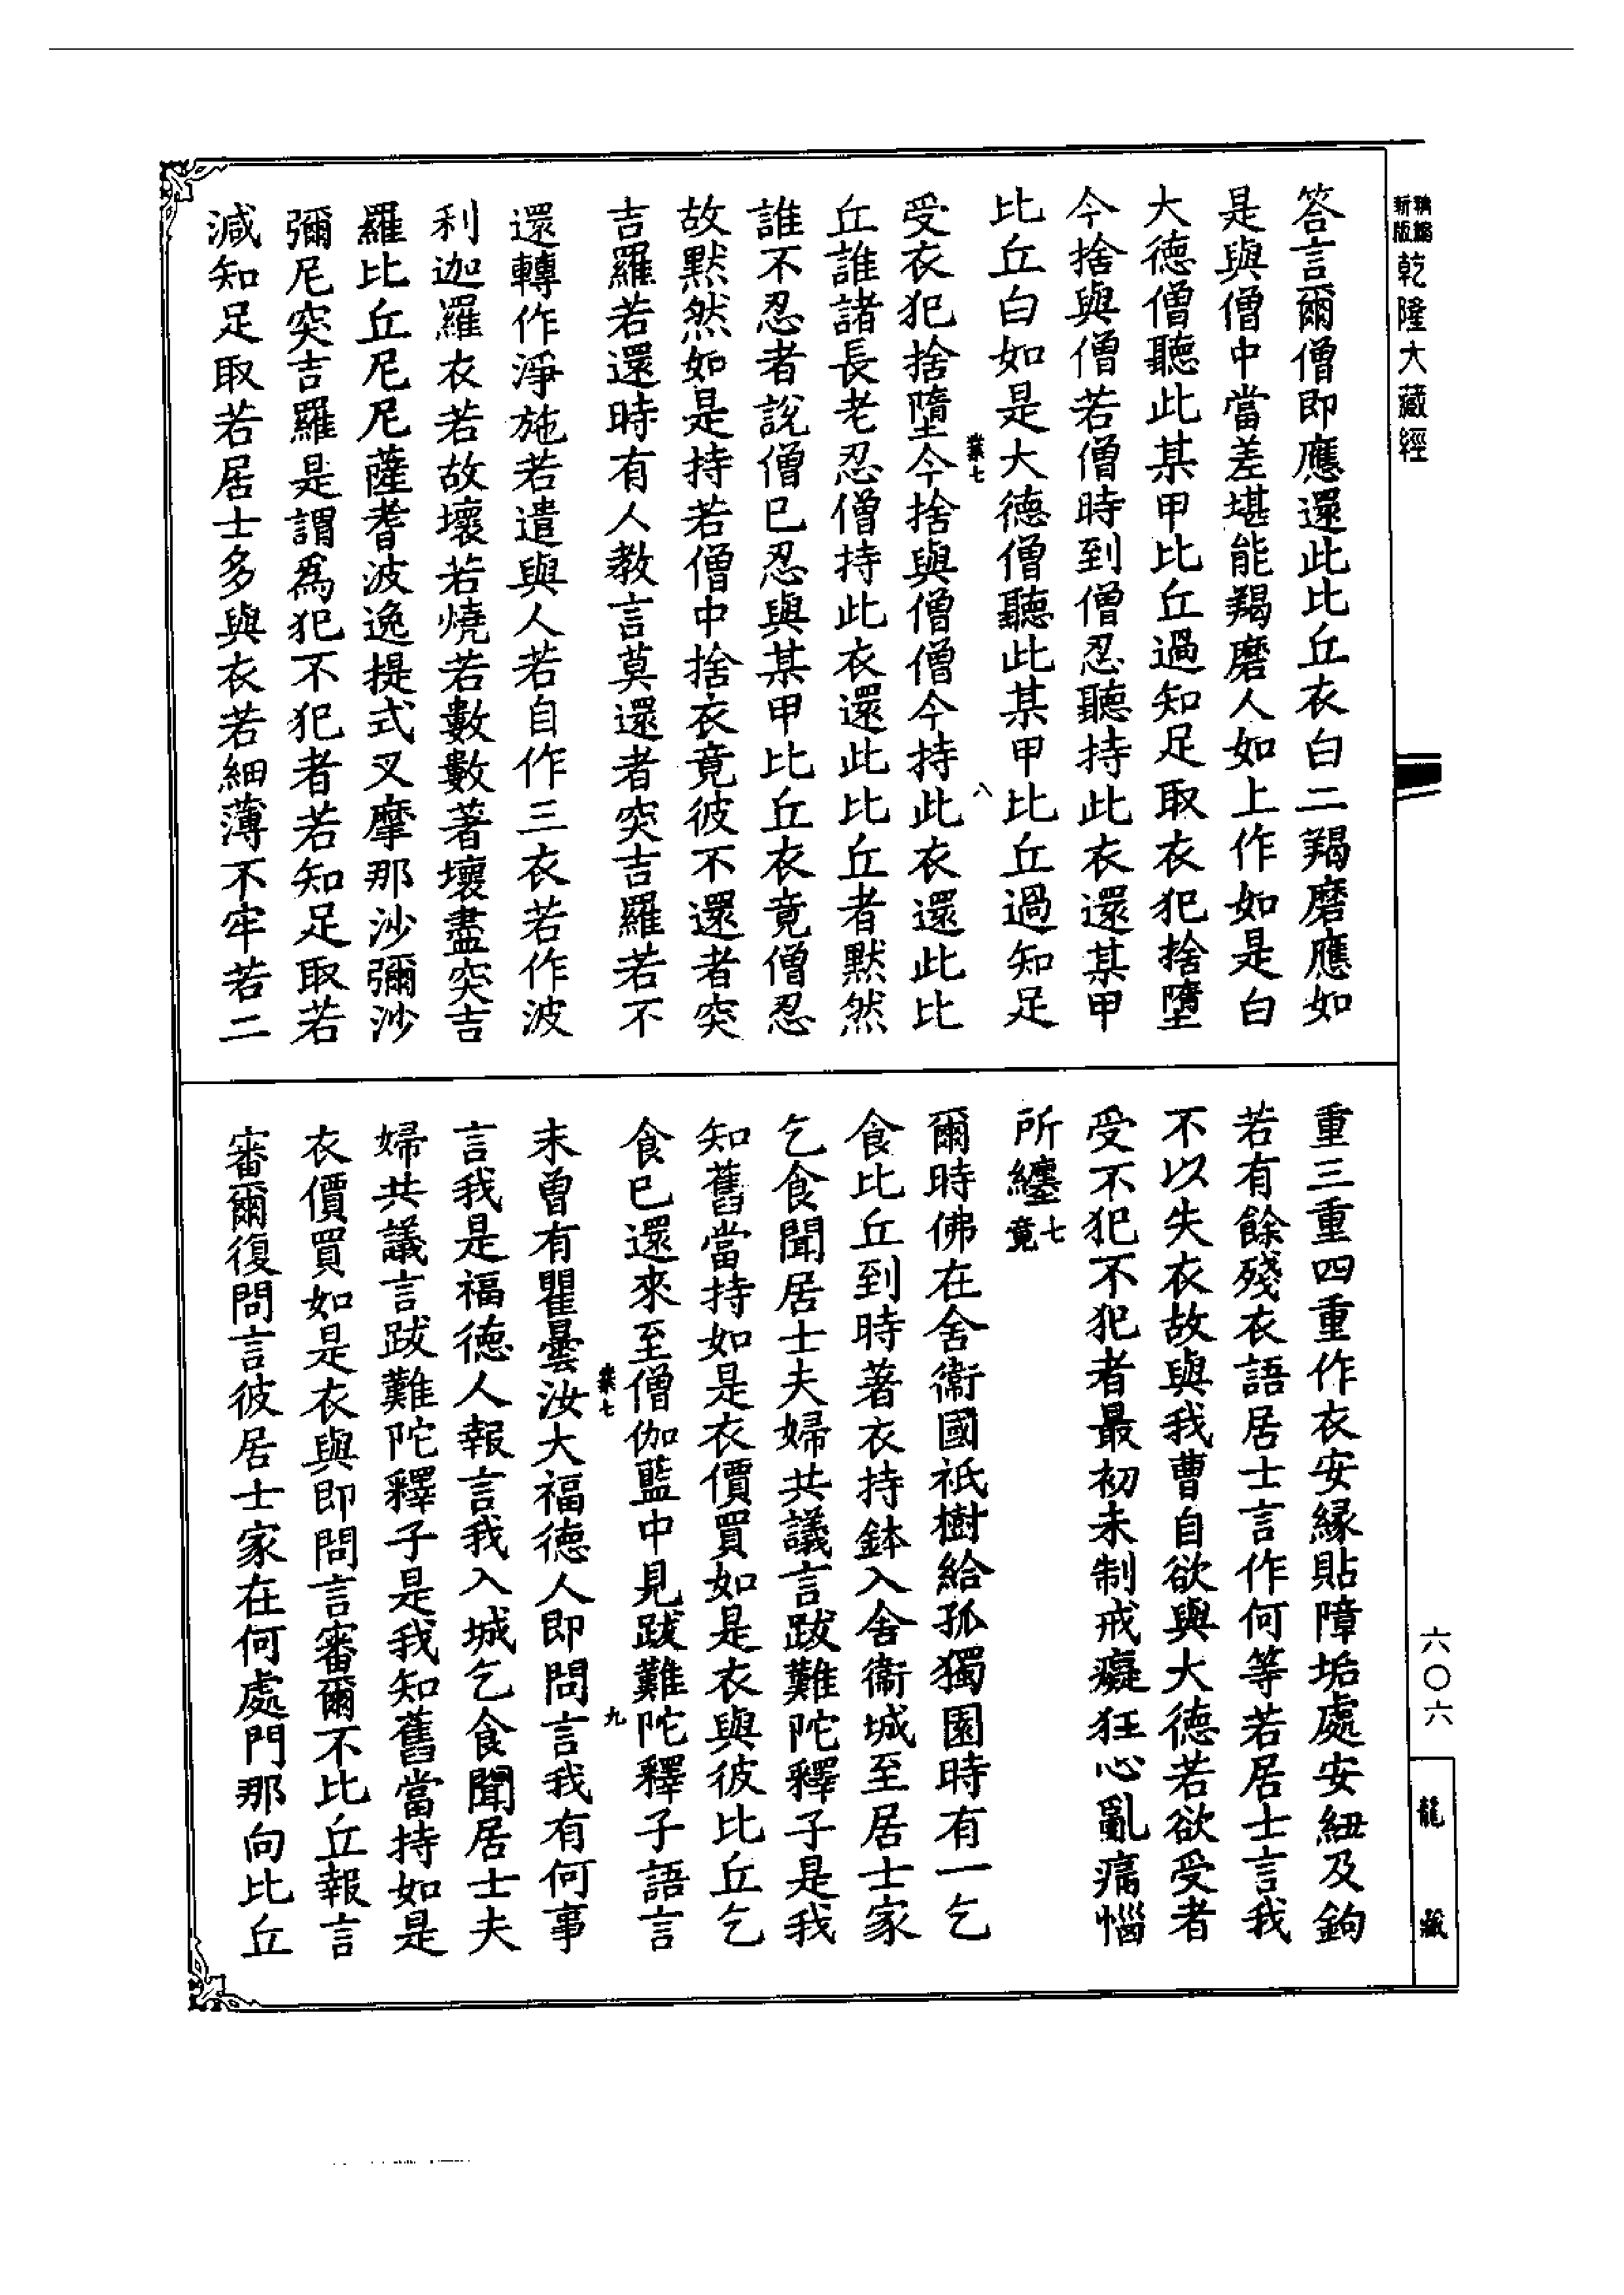 新版乾隆大藏經
答言爾僧即應還此比丘衣白二羯磨應如
是與僧中當差堪能羯磨人如上作如是白
大德僧聽此某甲比丘過知足取衣犯捨墮
今捨與僧若僧時到僧忍聽持此衣還某甲
比丘白如是大德僧聽此某甲比丘過知足
業七
八
受衣犯捨墮今捨與僧僧今持此衣還此比
丘誰諸長老忍僧持此衣還此比丘者默然
誰不忍者說僧已忍與某甲比丘衣竟僧忍
故默然如是持若僧中捨衣竟彼不還者突
吉羅若還時有人教言莫還者突吉羅若不
還轉作淨施若遣與人若自作三衣若作波
利迦羅衣若故壞若燒若數數著壞盡突吉
羅比丘尼尼薩耆波逸提式叉摩那沙彌沙
彌尼突吉羅是謂為犯不犯者若知足取若
減知足取若居士多與衣若細薄不牢若二
重三重四重作衣安緣貼障垢處安紐及鉤
若有餘殘衣語居士言作何等若居士言我
不以失衣故與我曹自欲與大德若欲受者
受不犯不犯者最初未制戒癡狂心亂痛惱
所纏七竟
爾時佛在舍衛國祇樹給孤獨園時有一乞
食比丘到時著衣持鉢入舍衛城至居士家
乞食聞居士夫婦共議言跋難陀釋子是我
知舊當持如是衣價買如是衣與彼比丘乞
食已還來至僧伽藍中見跋難陀釋子語言
業七
九
未曾有瞿曇汝大福德人即問言我有何事
言我是福德人報言我入城乞食聞居士夫
婦共議言跋難陀釋子是我知舊當持如是
衣價買如是衣與即問言審爾不比丘報言
審爾復問言彼居士家在何處門那向比丘
六〇六
龍藏